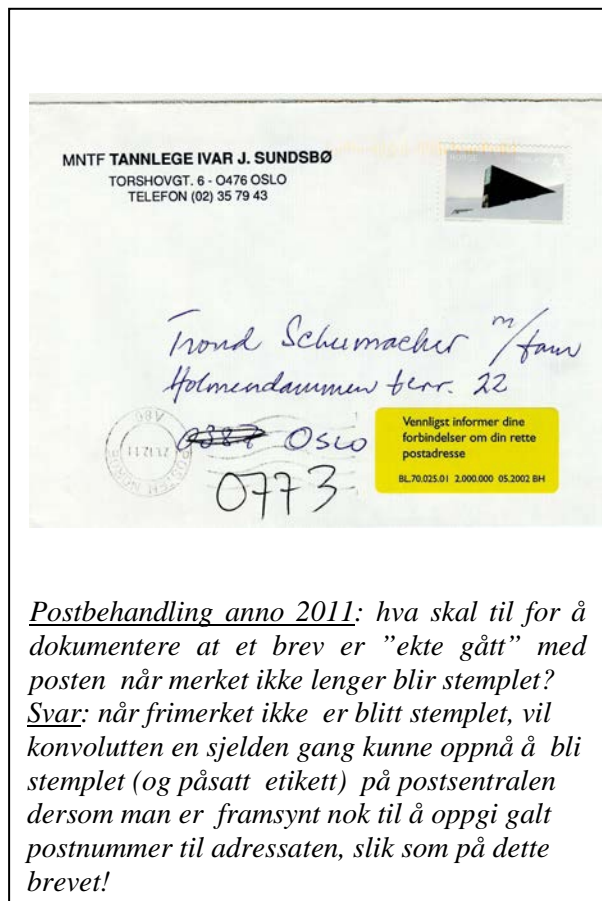 MNTF TANNLEGE IVAR J. SUNDSBØ
TORSHOVGT. 6 - 0476 OSLO
TELEFON (02) 35 79 43
NORGE
Trond Schumacher m/fam
Holmendammen terr. 22
OSLO
0773
Vennligst informer dine
forbindelser om din rette
postadresse
BL.70.025.01 2.000.000 05.2002 BH
POSTEN NORGE
Postbehandling anno 2011: hva skal til for å
dokumentere at et brev er ”ekte gått” med
posten når merket ikke lenger blir stemplet?
Svar: når frimerket ikke er blitt stemplet, vil
konvolutten en sjelden gang kunne oppnå å bli
stemplet (og påsatt etikett) på postsentralen
dersom man er framsynt nok til å oppgi galt
postnummer til adressaten, slik som på dette
brevet!